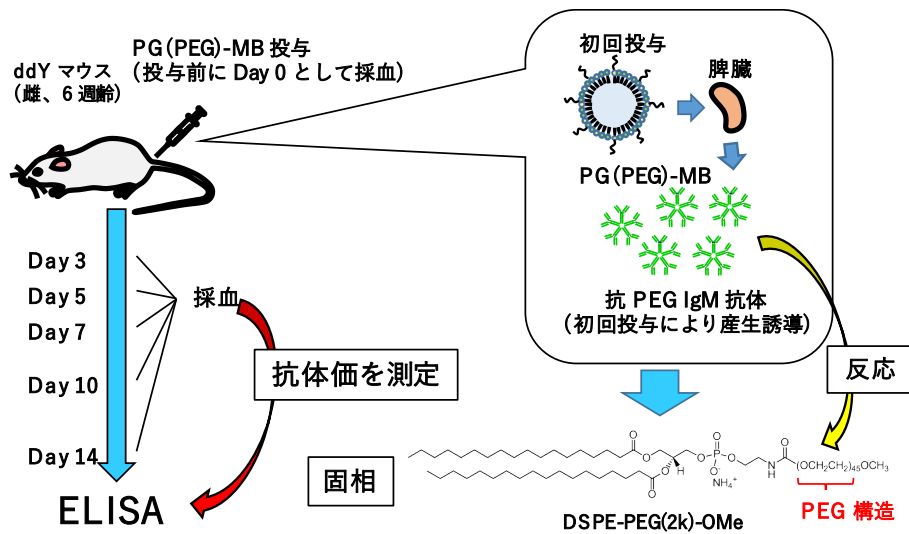 ddY マウス
(雌、6 週齢)
PG(PEG)-MB 投与
(投与前に Day 0 として採血)
Day 3
Day 5
Day 7
Day 10
Day 14
採血
抗体価を測定
ELISA
初回投与
脾臓
PG(PEG)-MB
抗 PEG IgM 抗体
(初回投与により産生誘導)
反応
固相
O
O
O
O
H
O
P
O
O
O-
NH4+
N
H
O
(OCH2CH2)45OCH3
PEG 構造
DSPE-PEG(2k)-OMe